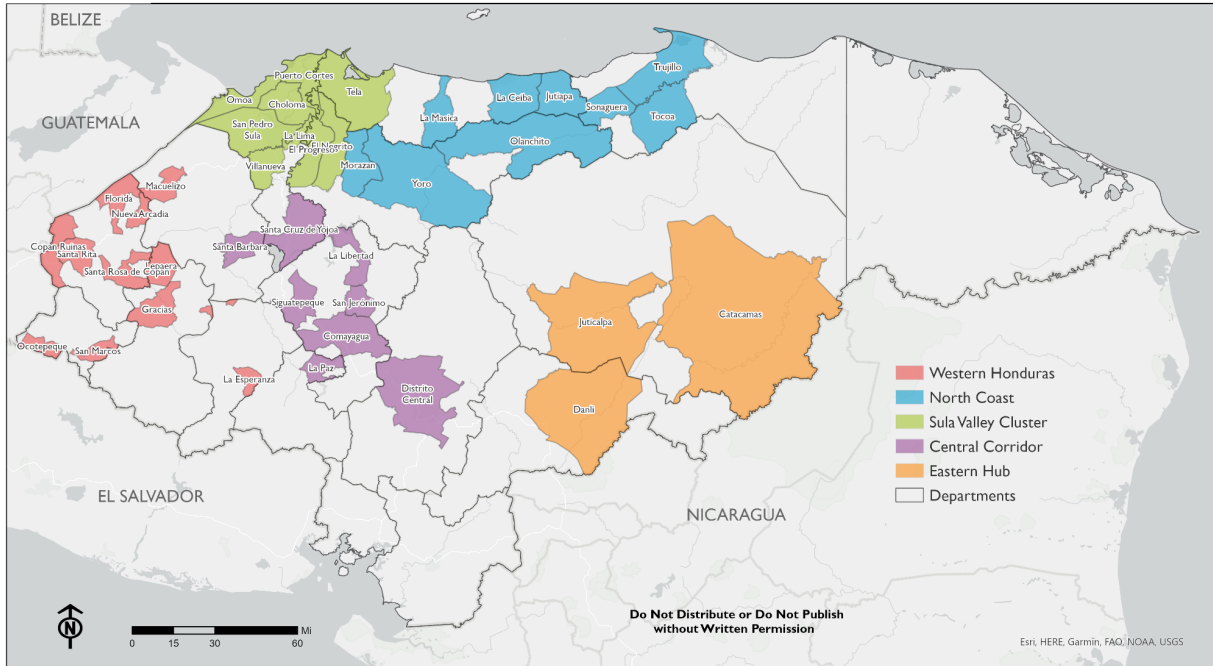 BELIZE
GUATEMALA
EL SALVADOR
NICARAGUA
Puerto Cortes
Tela
Omoa
Choloma
San Pedro
Sula
La Lima
El Negrito
El Progreso
Villanueva
Morazan
Yoro
La Masica
La Ceiba
Jutiapa
Sonaguera
Trujillo
Tocoa
Olanchito
Macuelizo
Florida
Nueva Arcadia
Copan Ruinas
Santa Rita
Lepaera
Santa Rosa de Copan
Gracias
Ocotepeque
San Marcos
La Esperanza
Santa Cruz de Yojoa
Santa Barbara
La Libertad
Siguatepeque
San Jerónimo
Comayagua
La Paz
Distrito
Central
Juticalpa
Catacamas
Danli
Western Honduras
North Coast
Sula Valley Cluster
Central Corridor
Eastern Hub
Departments
N
0 15 30 60 Mi
Do Not Distribute or Do Not Publish
without Written Permission
Esri, HERE, Garmin, FAO, NOAA, USGS